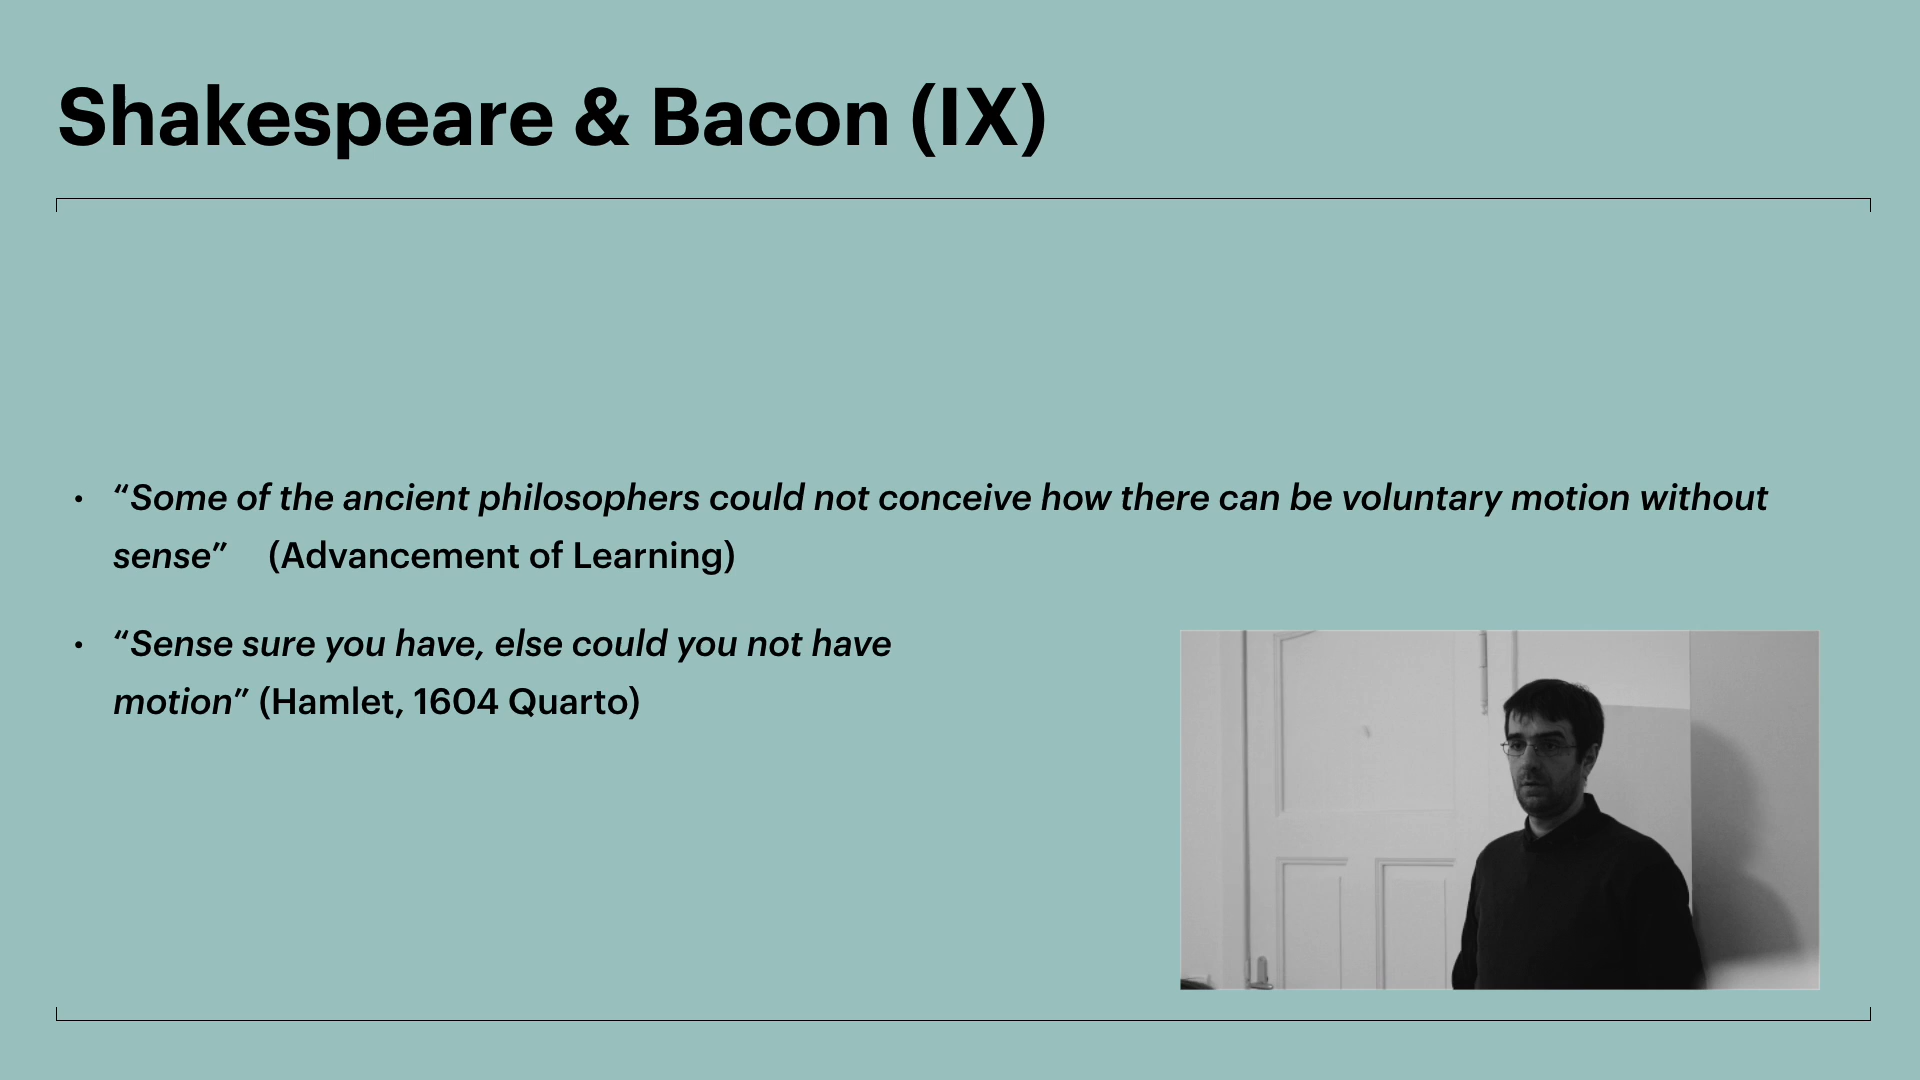 Shakespeare & Bacon (IX)
• “Some of the ancient philosophers could not conceive how there can be voluntary motion without
sense” (Advancement of Learning)
• “Sense sure you have, else could you not have
motion” (Hamlet, 1604 Quarto)